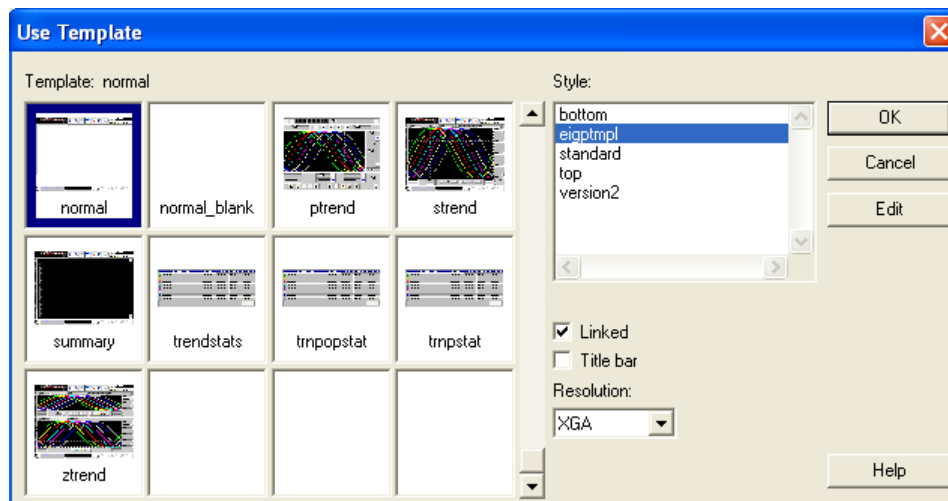 Use Template
Template: normal
normal
normal_blank
ptrend
strend
summary
trendstats
trnpopstat
trnpstat
ztrend
Style:
bottom
eigptmpl
standard
top
version2
Linked
Title bar
Resolution:
XGA
OK
Cancel
Edit
Help